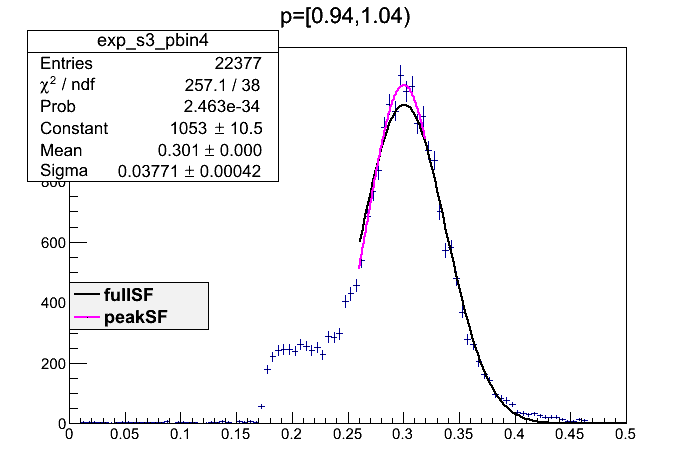 p=[0.94,1.04)
exp_s3_pbin4
Entries 22377
χ² / ndf 257.1 / 38
Prob 2.463e-34
Constant 1053 ± 10.5
Mean 0.301 ± 0.000
Sigma 0.03771 ± 0.00042
800
600
400
fullSF
peakSF
200
0
0 0.05 0.1 0.15 0.2 0.25 0.3 0.35 0.4 0.45 0.5